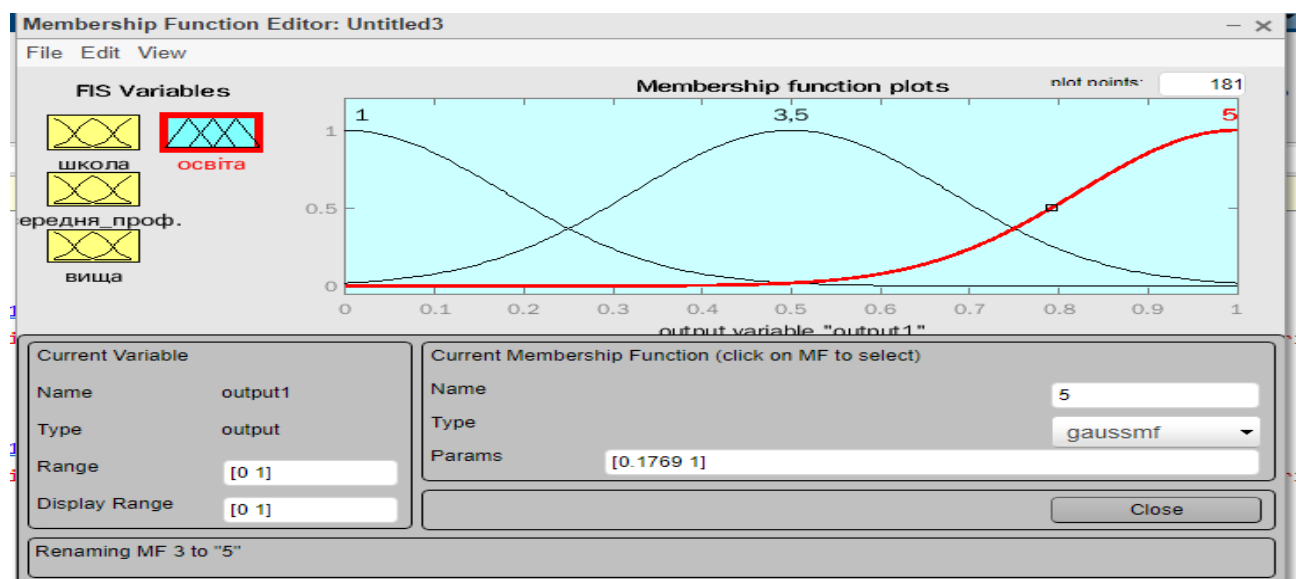 Membership Function Editor: Untitled3
File Edit View
FIS Variables
школа
освіта
ередня_проф.
вища
Membership function plots
plot points:
181
1
3,5
5
1
0.5
0
0 0.1 0.2 0.3 0.4 0.5 0.6 0.7 0.8 0.9 1
output variable "output1"
Current Variable
Name output1
Type output
Range [0 1]
Display Range [0 1]
Current Membership Function (click on MF to select)
Name 5
Type gaussmf
Params [0.1769 1]
Close
Renaming MF 3 to "5"